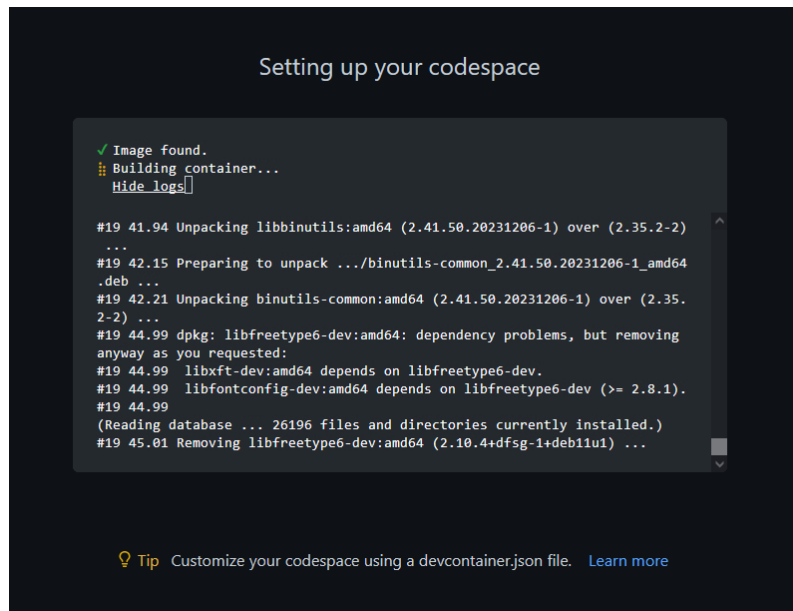 Setting up your codespace
✓ Image found.
⣿ Building container...
Hide logs
#19 41.94 Unpacking libbinutils:amd64 (2.41.50.20231206-1) over (2.35.2-2)
 ...
#19 42.15 Preparing to unpack .../binutils-common_2.41.50.20231206-1_amd64
.deb ...
#19 42.21 Unpacking binutils-common:amd64 (2.41.50.20231206-1) over (2.35.
2-2) ...
#19 44.99 dpkg: libfreetype6-dev:amd64: dependency problems, but removing
anyway as you requested:
#19 44.99  libxft-dev:amd64 depends on libfreetype6-dev.
#19 44.99  libfontconfig-dev:amd64 depends on libfreetype6-dev (>= 2.8.1).
#19 44.99
(Reading database ... 26196 files and directories currently installed.)
#19 45.01 Removing libfreetype6-dev:amd64 (2.10.4+dfsg-1+deb11u1) ...
Tip Customize your codespace using a devcontainer.json file. Learn more